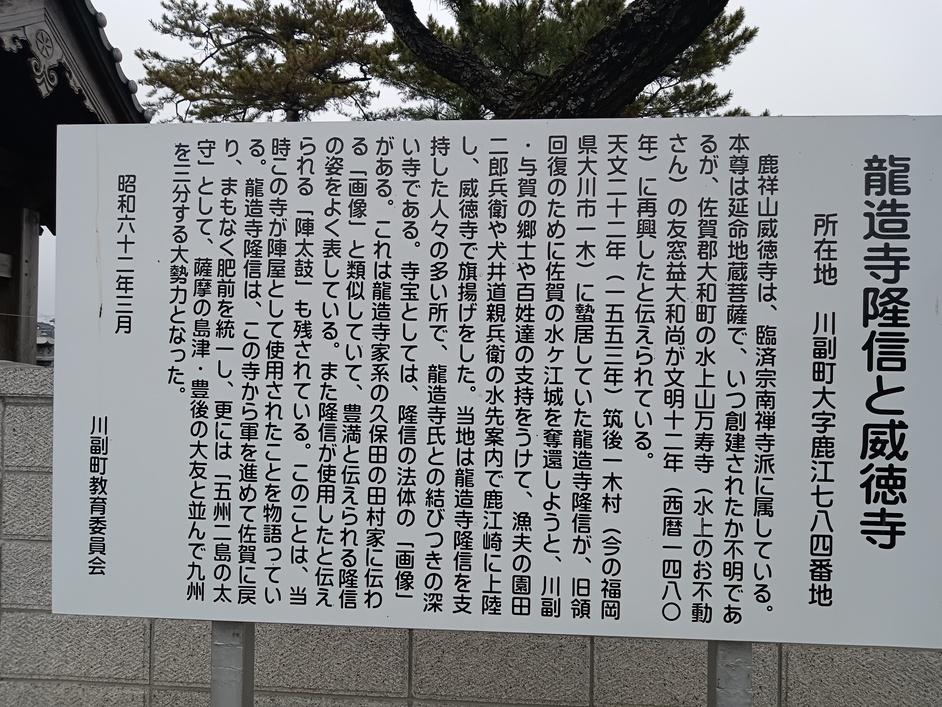 龍造寺隆信と威徳寺
所在地　川副町大字鹿江七八四番地
鹿祥山威徳寺は、臨済宗南禅寺派に属している。
本尊は延命地蔵菩薩で、いつ創建されたか不明であ
るが、佐賀郡大和町の水上山万寿寺（水上のお不動
さん）の友窓益大和尚が文明十二年（西暦一四八〇
年）に再興したと伝えられている。
天文二十二年（一五五三年）筑後一木村（今の福岡
県大川市一木）に蟄居していた龍造寺隆信が、旧領
回復のために佐賀の水ヶ江城を奪還しようと、川副
・与賀の郷士や百姓達の支持をうけて、漁夫の園田
二郎兵衛や犬井道親兵衛の水先案内で鹿江崎に上陸
し、威徳寺で旗揚げをした。当地は龍造寺隆信を支
持した人々の多い所で、龍造寺氏との結びつきの深
い寺である。寺宝としては、隆信の法体の「画像」
がある。これは龍造寺家系の久保田の田村家に伝わ
る「画像」と類似していて、豊満と伝えられる隆信
の姿をよく表している。また隆信が使用したと伝え
られる「陣太鼓」も残されている。このことは、当
時この寺が陣屋として使用されたことを物語ってい
る。龍造寺隆信は、この寺から軍を進めて佐賀に戻
り、まもなく肥前を統一し、更には「五州二島の太
守」として、薩摩の島津・豊後の大友と並んで九州
を三分する大勢力となった。
昭和六十二年三月
川副町教育委員会